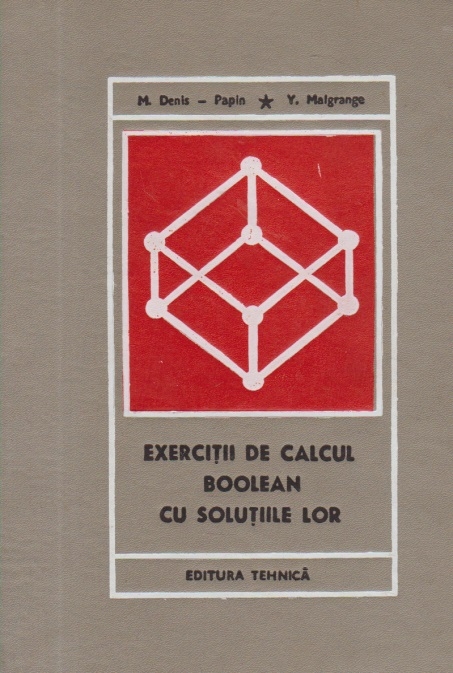 M. Denis - Papin ★ Y. Malgrange
EXERCIȚII DE CALCUL
BOOLEAN
CU SOLUȚIILE LOR
EDITURA TEHNICĂ